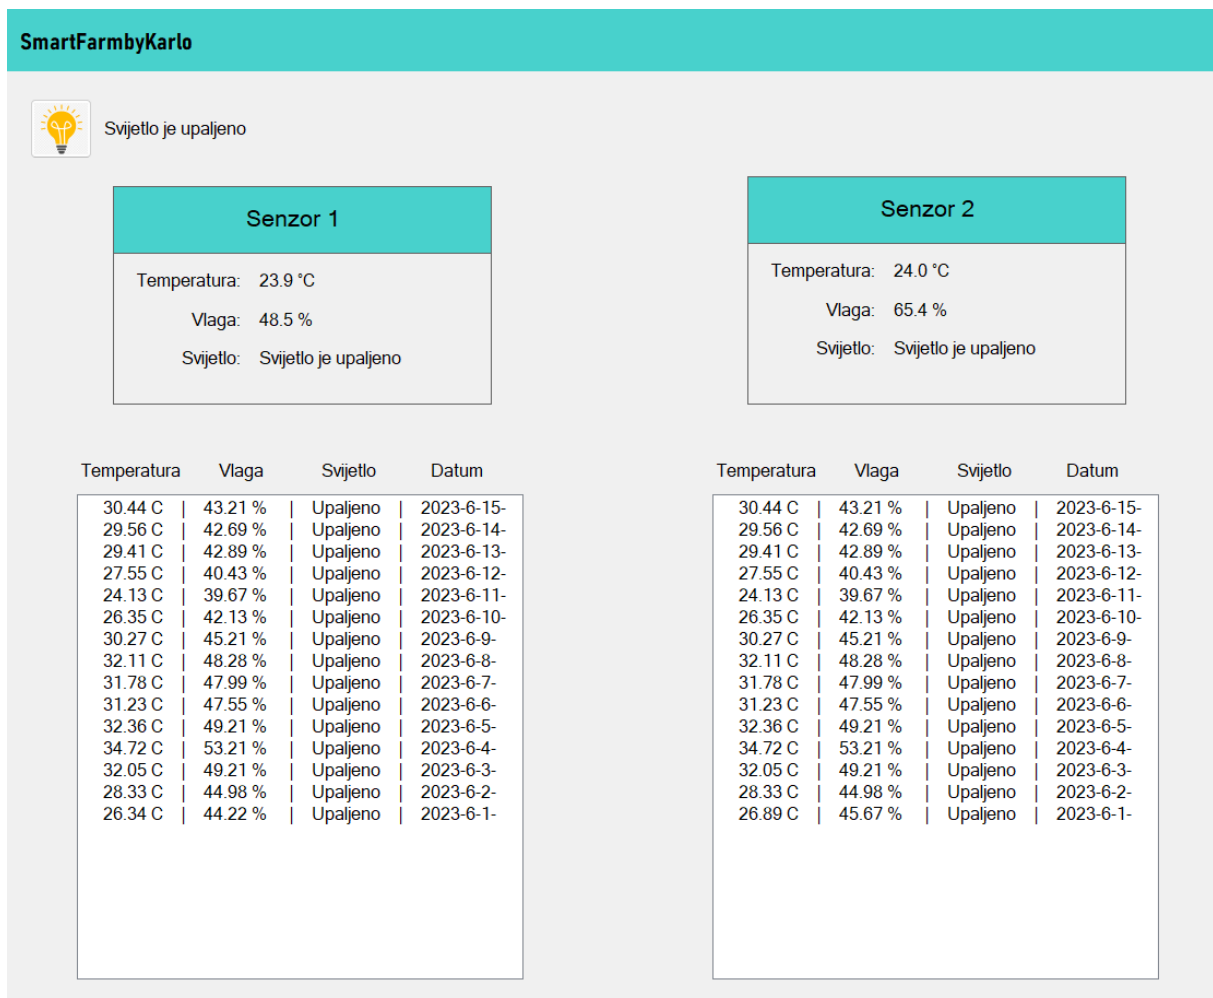 SmartFarmbyKarlo
Svijetlo je upaljeno
Senzor 1
Temperatura: 23.9 °C
Vlaga: 48.5 %
Svijetlo: Svijetlo je upaljeno
Senzor 2
Temperatura: 24.0 °C
Vlaga: 65.4 %
Svijetlo: Svijetlo je upaljeno
Temperatura Vlaga Svijetlo Datum
30.44 C | 43.21 % | Upaljeno | 2023-6-15-
29.56 C | 42.69 % | Upaljeno | 2023-6-14-
29.41 C | 42.89 % | Upaljeno | 2023-6-13-
27.55 C | 40.43 % | Upaljeno | 2023-6-12-
24.13 C | 39.67 % | Upaljeno | 2023-6-11-
26.35 C | 42.13 % | Upaljeno | 2023-6-10-
30.27 C | 45.21 % | Upaljeno | 2023-6-9-
32.11 C | 48.28 % | Upaljeno | 2023-6-8-
31.78 C | 47.99 % | Upaljeno | 2023-6-7-
31.23 C | 47.55 % | Upaljeno | 2023-6-6-
32.36 C | 49.21 % | Upaljeno | 2023-6-5-
34.72 C | 53.21 % | Upaljeno | 2023-6-4-
32.05 C | 49.21 % | Upaljeno | 2023-6-3-
28.33 C | 44.98 % | Upaljeno | 2023-6-2-
26.34 C | 44.22 % | Upaljeno | 2023-6-1-
Temperatura Vlaga Svijetlo Datum
30.44 C | 43.21 % | Upaljeno | 2023-6-15-
29.56 C | 42.69 % | Upaljeno | 2023-6-14-
29.41 C | 42.89 % | Upaljeno | 2023-6-13-
27.55 C | 40.43 % | Upaljeno | 2023-6-12-
24.13 C | 39.67 % | Upaljeno | 2023-6-11-
26.35 C | 42.13 % | Upaljeno | 2023-6-10-
30.27 C | 45.21 % | Upaljeno | 2023-6-9-
32.11 C | 48.28 % | Upaljeno | 2023-6-8-
31.78 C | 47.99 % | Upaljeno | 2023-6-7-
31.23 C | 47.55 % | Upaljeno | 2023-6-6-
32.36 C | 49.21 % | Upaljeno | 2023-6-5-
34.72 C | 53.21 % | Upaljeno | 2023-6-4-
32.05 C | 49.21 % | Upaljeno | 2023-6-3-
28.33 C | 44.98 % | Upaljeno | 2023-6-2-
26.89 C | 45.67 % | Upaljeno | 2023-6-1-